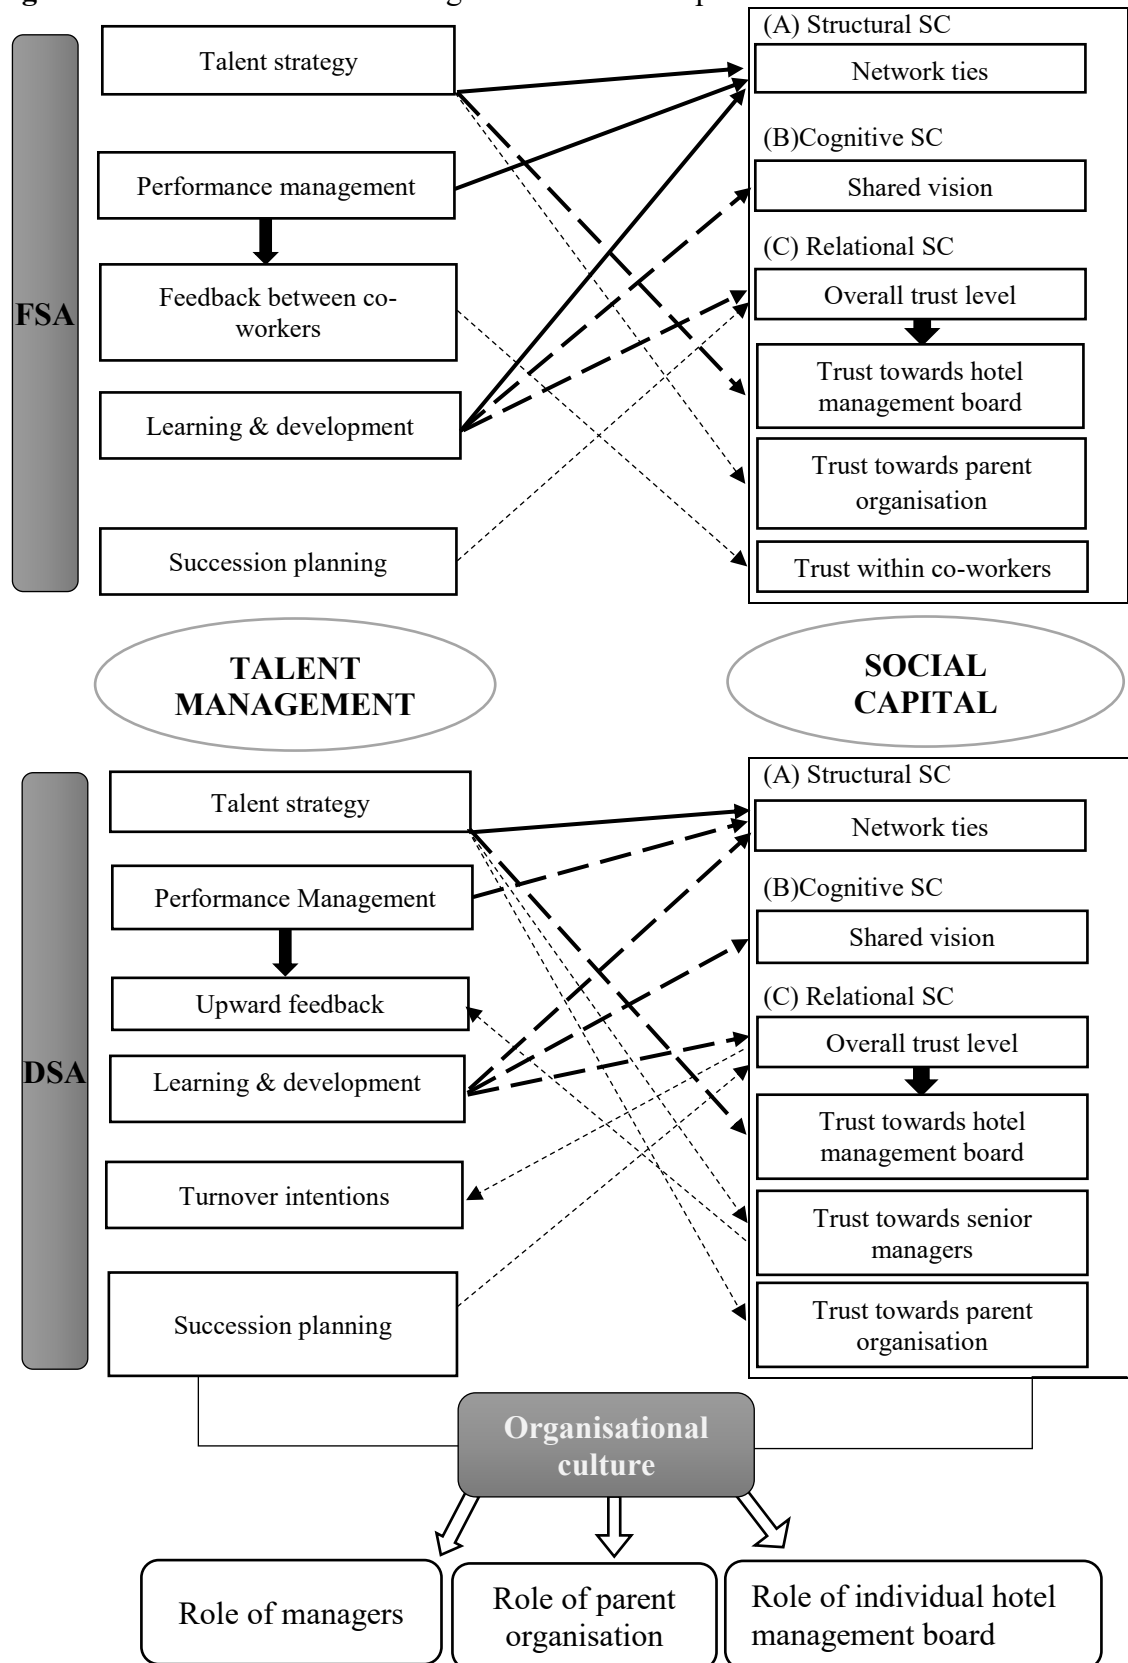 FSA
Talent strategy
Performance management
Feedback between co-
workers
Learning & development
Succession planning
(A) Structural SC
Network ties
(B)Cognitive SC
Shared vision
(C) Relational SC
Overall trust level
Trust towards hotel
management board
Trust towards parent
organisation
Trust within co-workers
TALENT
MANAGEMENT
SOCIAL
CAPITAL
DSA
Talent strategy
Performance Management
Upward feedback
Learning & development
Turnover intentions
Succession planning
(A) Structural SC
Network ties
(B)Cognitive SC
Shared vision
(C) Relational SC
Overall trust level
Trust towards hotel
management board
Trust towards senior
managers
Trust towards parent
organisation
Organisational
culture
Role of managers
Role of parent
organisation
Role of individual hotel
management board